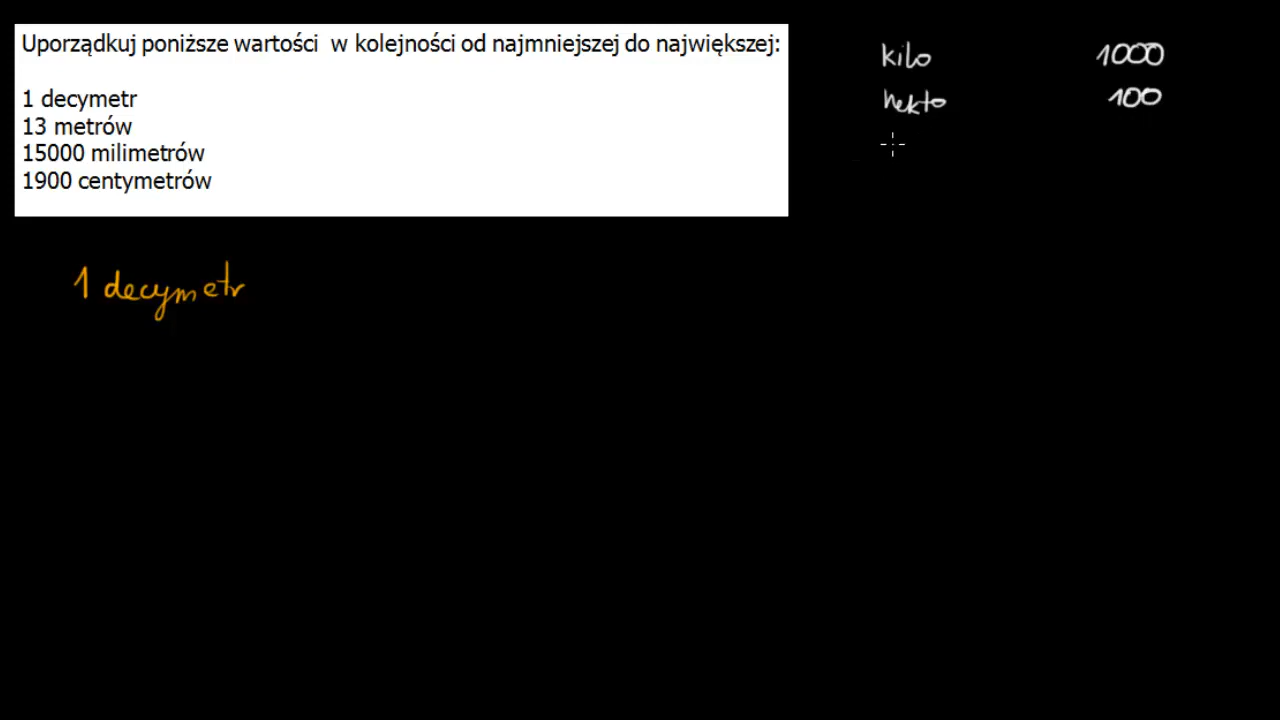 Uporządkuj poniższe wartości w kolejności od najmniejszej do największej:
1 decymetr
13 metrów
15000 milimetrów
1900 centymetrów
kilo 1000
hekto 100
1 decymetr